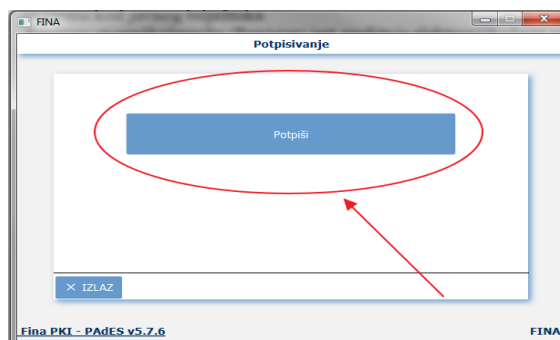 FINA
Potpisivanje
Potpiši
IZLAZ
Fina PKI - PAdES v5.7.6
FINA